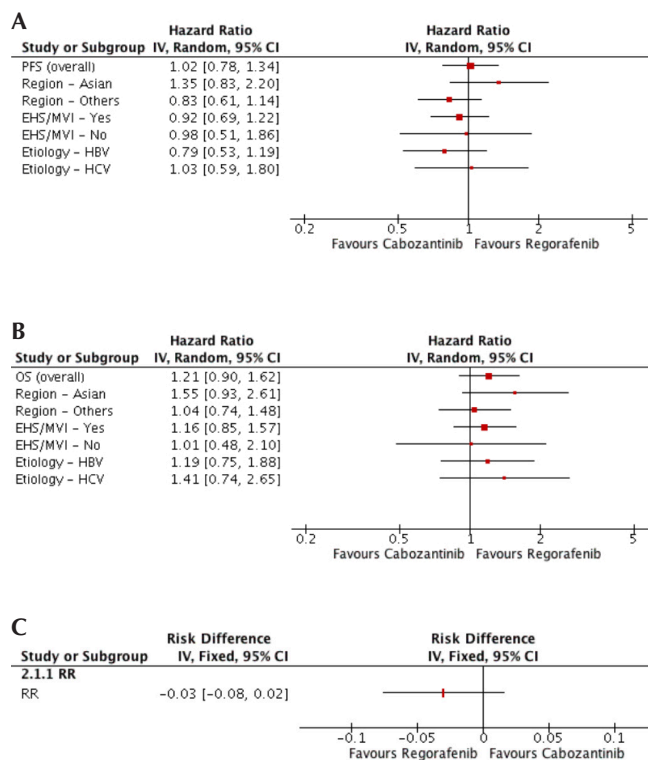 A
Hazard Ratio Hazard Ratio
Study or Subgroup IV, Random, 95% CI IV, Random, 95% CI
PFS (overall) 1.02 [0.78, 1.34]
Region – Asian 1.35 [0.83, 2.20]
Region – Others 0.83 [0.61, 1.14]
EHS/MVI – Yes 0.92 [0.69, 1.22]
EHS/MVI – No 0.98 [0.51, 1.86]
Etiology – HBV 0.79 [0.53, 1.19]
Etiology – HCV 1.03 [0.59, 1.80]
0.2 0.5 1 2 5
Favours Cabozantinib Favours Regorafenib
B
Hazard Ratio Hazard Ratio
Study or Subgroup IV, Random, 95% CI IV, Random, 95% CI
OS (overall) 1.21 [0.90, 1.62]
Region – Asian 1.55 [0.93, 2.61]
Region – Others 1.04 [0.74, 1.48]
EHS/MVI – Yes 1.16 [0.85, 1.57]
EHS/MVI – No 1.01 [0.48, 2.10]
Etiology – HBV 1.19 [0.75, 1.88]
Etiology – HCV 1.41 [0.74, 2.65]
0.2 0.5 1 2 5
Favours Cabozantinib Favours Regorafenib
C
Risk Difference Risk Difference
Study or Subgroup IV, Fixed, 95% CI IV, Fixed, 95% CI
2.1.1 RR
RR −0.03 [−0.08, 0.02]
−0.1 −0.05 0 0.05 0.1
Favours Regorafenib Favours Cabozantinib